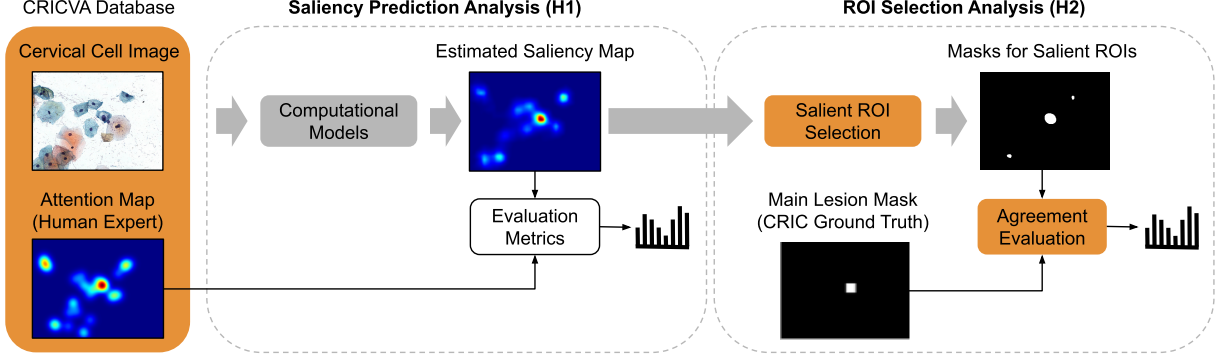 CRICVA Database
Saliency Prediction Analysis (H1)
ROI Selection Analysis (H2)
Cervical Cell Image
Estimated Saliency Map
Masks for Salient ROIs
Computational
Models
Salient ROI
Selection
Attention Map
(Human Expert)
Evaluation
Metrics
Main Lesion Mask
(CRIC Ground Truth)
Agreement
Evaluation